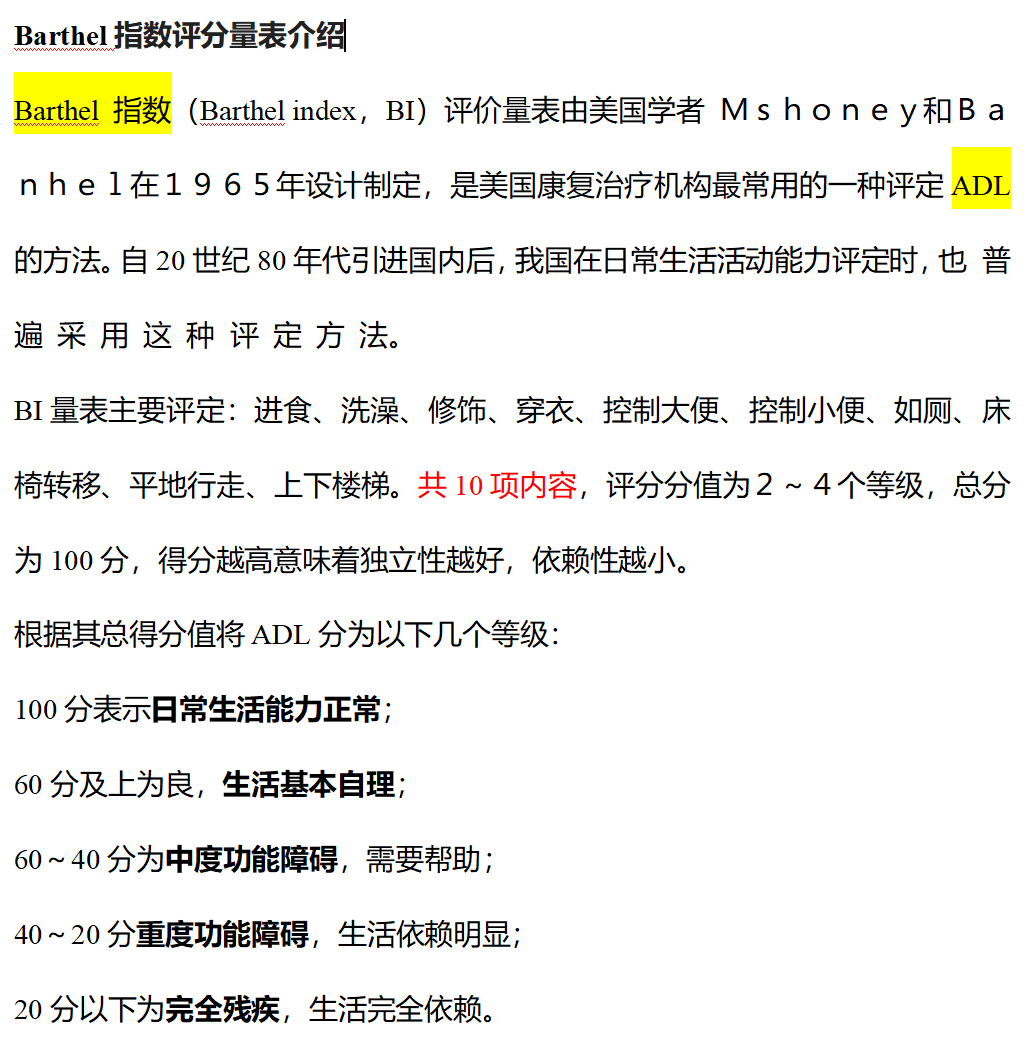 Barthel 指数评分量表介绍
Barthel 指数（Barthel index，BI）评价量表由美国学者 Ｍｓｈｏｎｅｙ和Ｂａ
ｎｈｅｌ在１９６５年设计制定，是美国康复治疗机构最常用的一种评定 ADL
的方法。自 20 世纪 80 年代引进国内后，我国在日常生活活动能力评定时，也 普
遍 采 用 这 种 评 定 方 法。
BI 量表主要评定：进食、洗澡、修饰、穿衣、控制大便、控制小便、如厕、床
椅转移、平地行走、上下楼梯。共 10 项内容，评分分值为２～４个等级，总分
为 100 分，得分越高意味着独立性越好，依赖性越小。
根据其总得分值将 ADL 分为以下几个等级：
100 分表示日常生活能力正常；
60 分及上为良，生活基本自理；
60～40 分为中度功能障碍，需要帮助；
40～20 分重度功能障碍，生活依赖明显；
20 分以下为完全残疾，生活完全依赖。